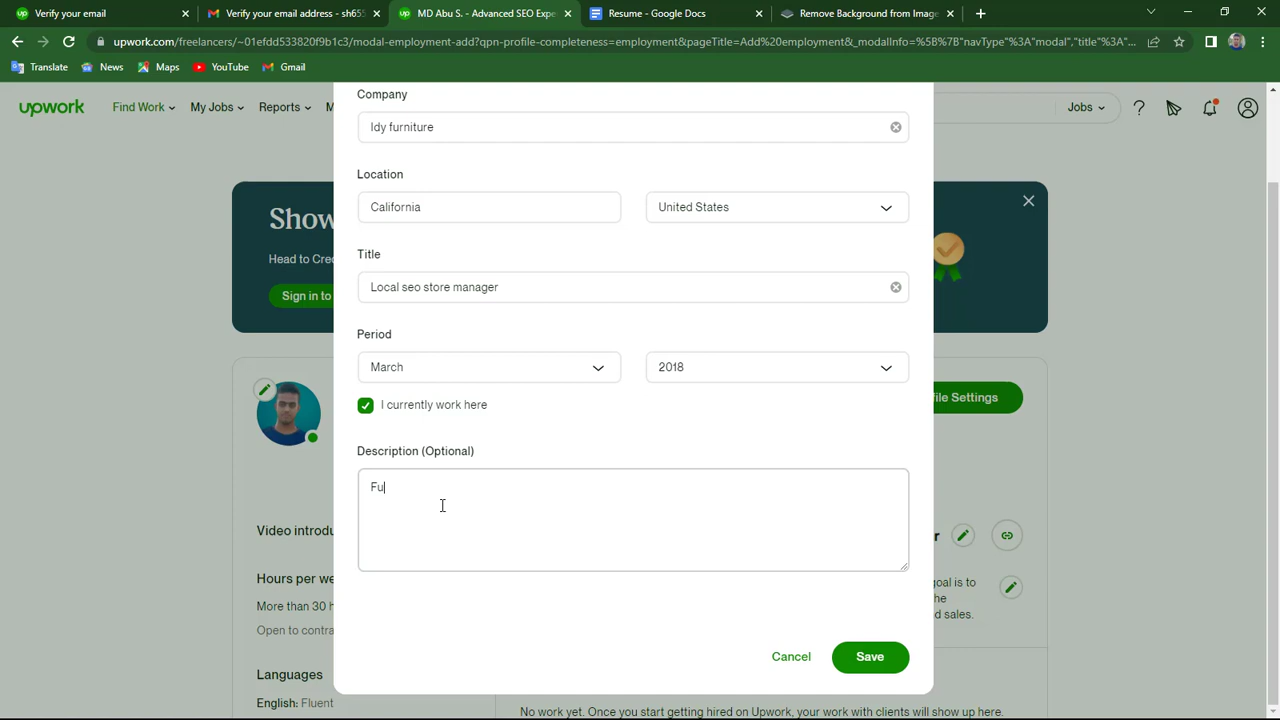 Verify your email
Verify your email address - sh655
MD Abu S. - Advanced SEO Expe
Resume - Google Docs
Remove Background from Image
upwork.com/freelancers/~01efdd533820f9b1c3/modal-employment-add?qpn-profile-completeness=employment&pageTitle=Add%20employment&_modalInfo=%5B%7B"navType"%3A"modal","title"%3A"...
Translate
News
Maps
YouTube
Gmail
upwork
Find Work
My Jobs
Reports
M
Jobs
Company
Idy furniture
Location
California
United States
Show
Head to Cred
Sign in to
Title
Local seo store manager
Period
March
2018
I currently work here
file Settings
Description (Optional)
Fu
Video introdu
r
Hours per we
More than 30 h
Open to contra
goal is to
the
d sales.
Cancel
Save
Languages
English: Fluent
No work yet. Once you start getting hired on Upwork, your work with clients will show up here.